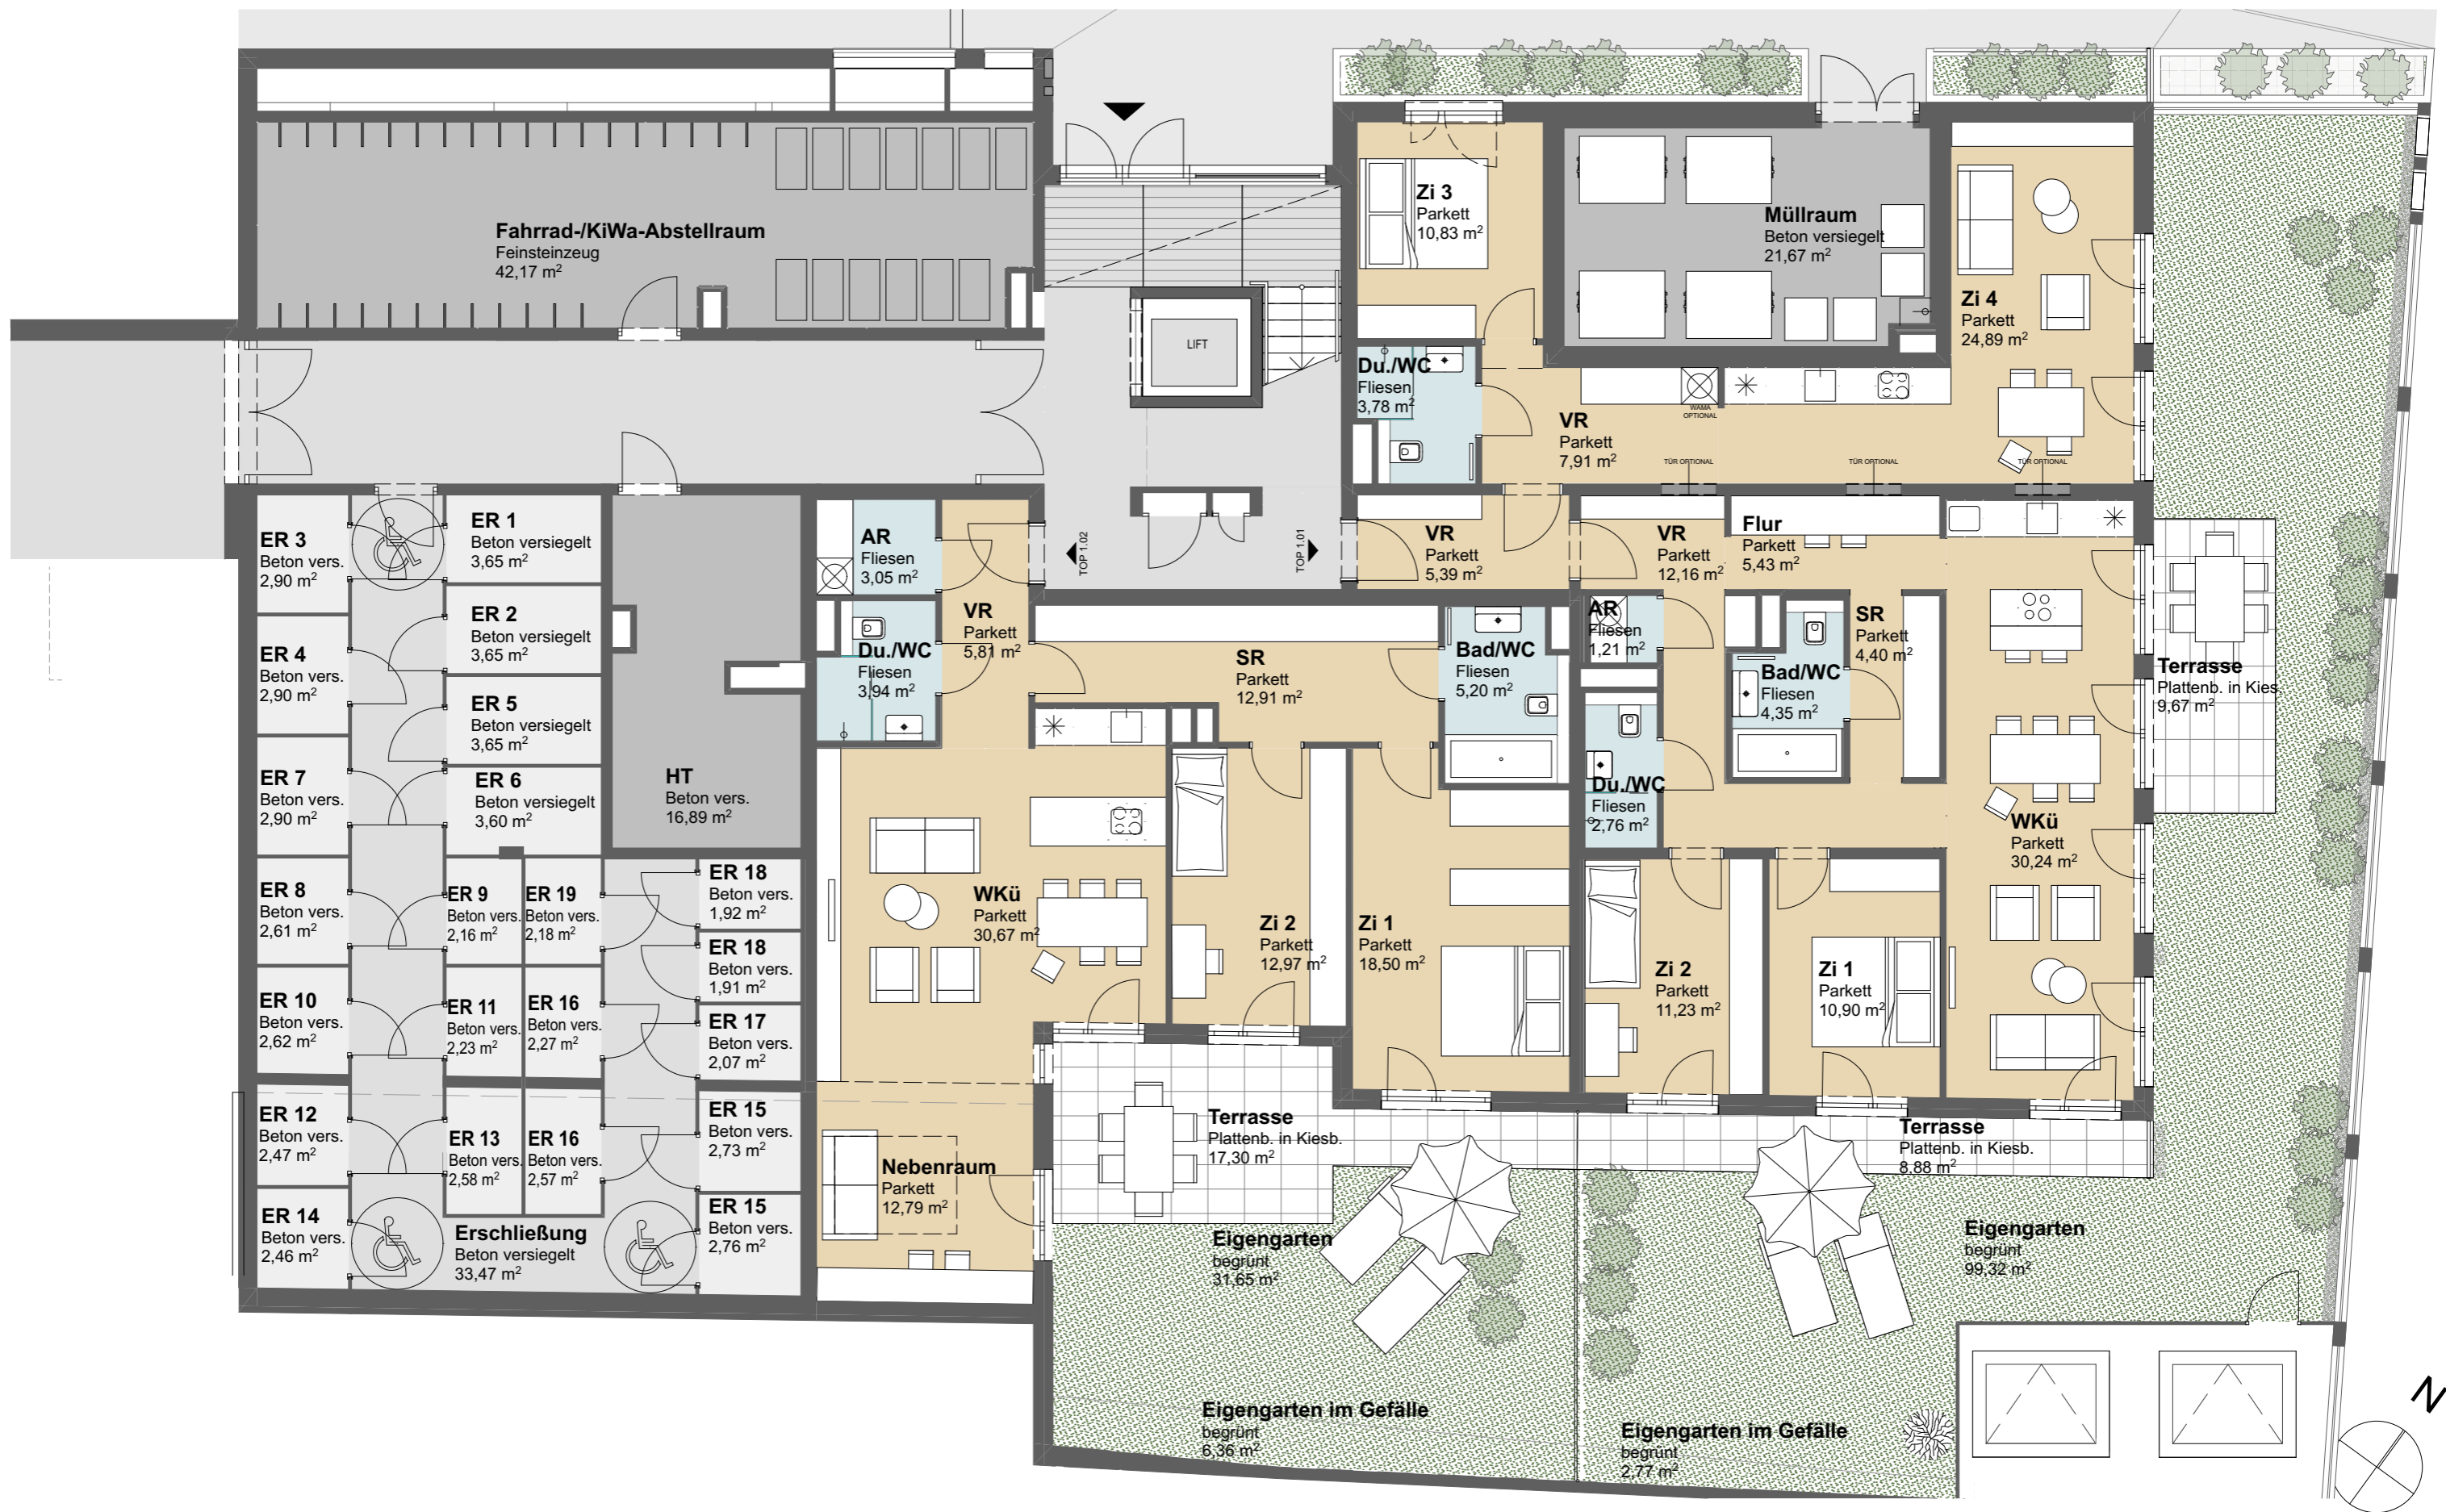 Fahrrad-/KiWa-Abstellraum
Feinsteinzeug
42,17 m²
LIFT
Zi 3
Parkett
10,83 m²
Müllraum
Beton versiegelt
21,67 m²
Zi 4
Parkett
24,89 m²
Du./WC
Fliesen
3,78 m²
VR
Parkett
7,91 m²
WAMA
OPTIONAL
TÜR OPTIONAL
TÜR OPTIONAL
TÜR OPTIONAL
ER 3
Beton vers.
2,90 m²
ER 1
Beton versiegelt
3,65 m²
ER 2
Beton versiegelt
3,65 m²
ER 4
Beton vers.
2,90 m²
ER 5
Beton versiegelt
3,65 m²
ER 7
Beton vers.
2,90 m²
ER 6
Beton versiegelt
3,60 m²
HT
Beton vers.
16,89 m²
ER 8
Beton vers.
2,61 m²
ER 9
Beton vers.
2,16 m²
ER 19
Beton vers.
2,18 m²
ER 18
Beton vers.
1,92 m²
ER 18
Beton vers.
1,91 m²
ER 10
Beton vers.
2,62 m²
ER 11
Beton vers.
2,23 m²
ER 16
Beton vers.
2,27 m²
ER 17
Beton vers.
2,07 m²
ER 12
Beton vers.
2,47 m²
ER 13
Beton vers.
2,58 m²
ER 16
Beton vers.
2,57 m²
ER 15
Beton vers.
2,73 m²
ER 14
Beton vers.
2,46 m²
Erschließung
Beton versiegelt
33,47 m²
ER 15
Beton vers.
2,76 m²
AR
Fliesen
3,05 m²
TOP 1.02
TOP 1.01
VR
Parkett
5,81 m²
Du./WC
Fliesen
3,94 m²
SR
Parkett
12,91 m²
Bad/WC
Fliesen
5,20 m²
WKü
Parkett
30,67 m²
Zi 2
Parkett
12,97 m²
Zi 1
Parkett
18,50 m²
Nebenraum
Parkett
12,79 m²
Terrasse
Plattenb. in Kiesb.
17,30 m²
Eigengarten
begrünt
31,65 m²
Eigengarten im Gefälle
begrünt
6,36 m²
VR
Parkett
5,39 m²
VR
Parkett
12,16 m²
Flur
Parkett
5,43 m²
AR
Fliesen
1,21 m²
SR
Parkett
4,40 m²
Bad/WC
Fliesen
4,35 m²
Du./WC
Fliesen
2,76 m²
Terrasse
Plattenb. in Kies
9,67 m²
WKü
Parkett
30,24 m²
Zi 2
Parkett
11,23 m²
Zi 1
Parkett
10,90 m²
Terrasse
Plattenb. in Kiesb.
8,88 m²
Eigengarten
begrünt
99,32 m²
Eigengarten im Gefälle
begrünt
2,77 m²
N